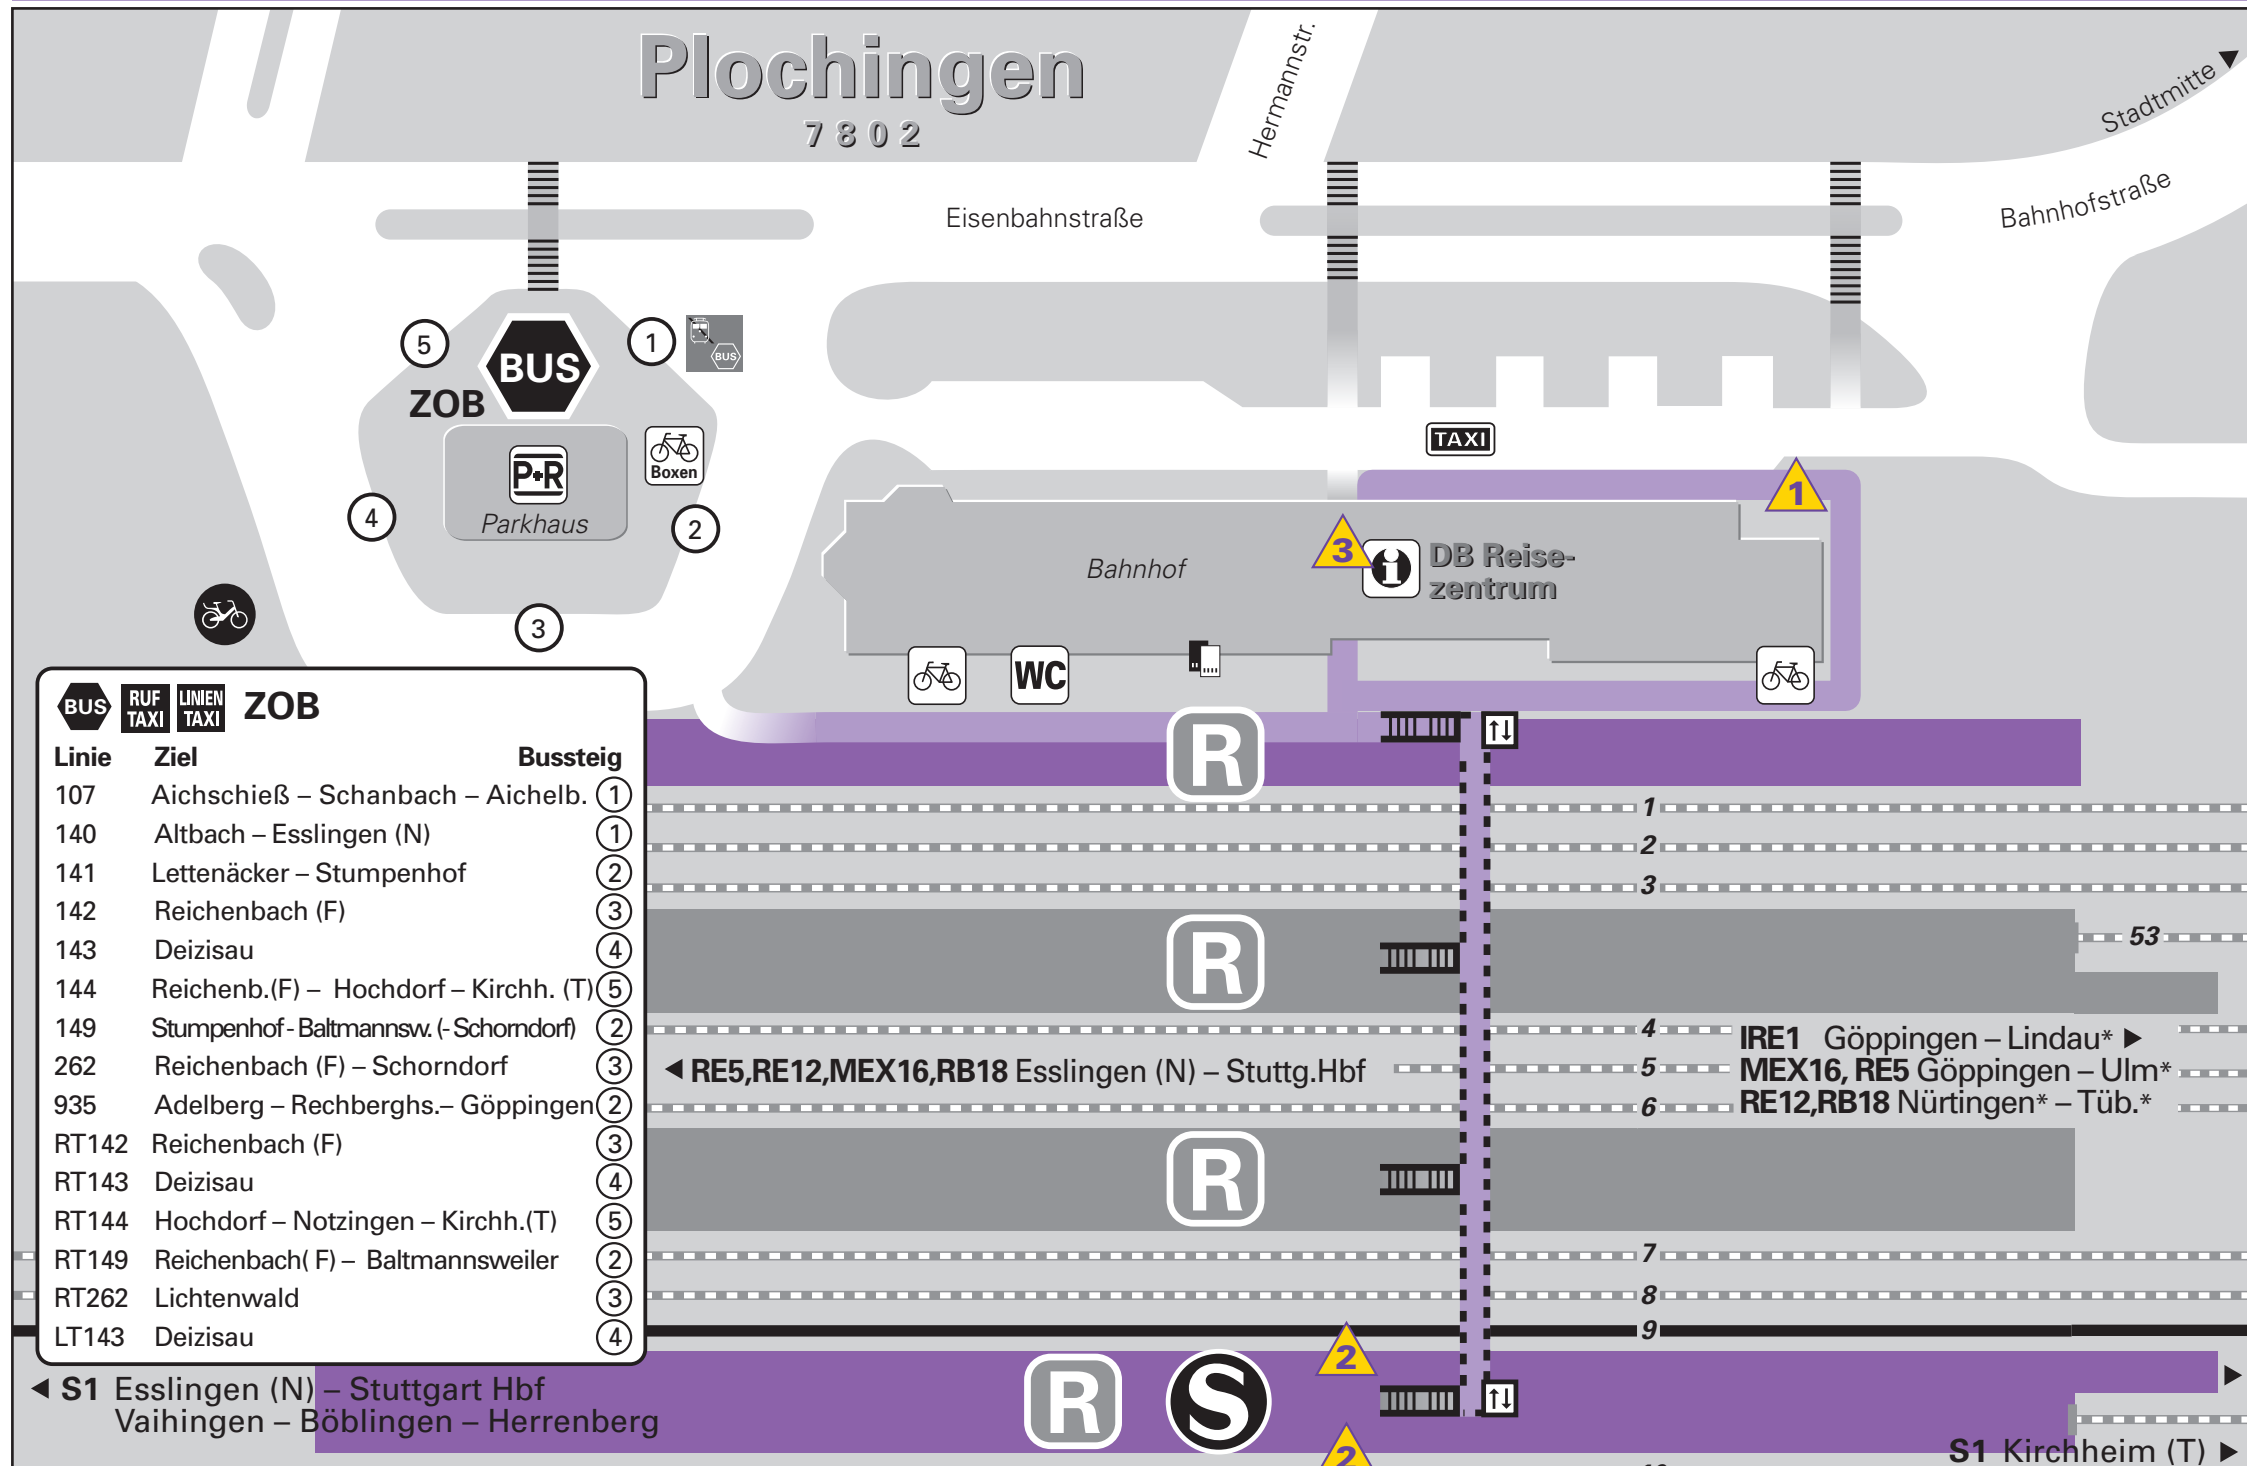 Plochingen
7802
Hermannstr.
Stadtmitte
Bahnhofstraße
Eisenbahnstraße
5
BUS
1
BUS
ZOB
TAXI
Boxen
P+R
Parkhaus
4
2
1
3
i
DB Reise-
zentrum
Bahnhof
3
WC
BUS RUF TAXI LINIEN TAXI ZOB
Linie Ziel Bussteig
107 Aichschieß – Schanbach – Aichelb. 1
140 Altbach – Esslingen (N) 1
141 Lettenäcker – Stumpenhof 2
142 Reichenbach (F) 3
143 Deizisau 4
144 Reichenb.(F) – Hochdorf – Kirchh. (T) 5
149 Stumpenhof - Baltmannsw. (- Schorndorf) 2
262 Reichenbach (F) – Schorndorf 3
935 Adelberg – Rechberghs.– Göppingen 2
RT142 Reichenbach (F) 3
RT143 Deizisau 4
RT144 Hochdorf – Notzingen – Kirchh.(T) 5
RT149 Reichenbach( F) – Baltmannsweiler 2
RT262 Lichtenwald 3
LT143 Deizisau 4
R
1
2
3
R
53
4
IRE1 Göppingen – Lindau*
RE5,RE12,MEX16,RB18 Esslingen (N) – Stuttg.Hbf
5
MEX16, RE5 Göppingen – Ulm*
6
RE12,RB18 Nürtingen* – Tüb.*
R
7
8
9
2
R
S
S1 Esslingen (N) – Stuttgart Hbf
Vaihingen – Böblingen – Herrenberg
2
S1 Kirchheim (T)